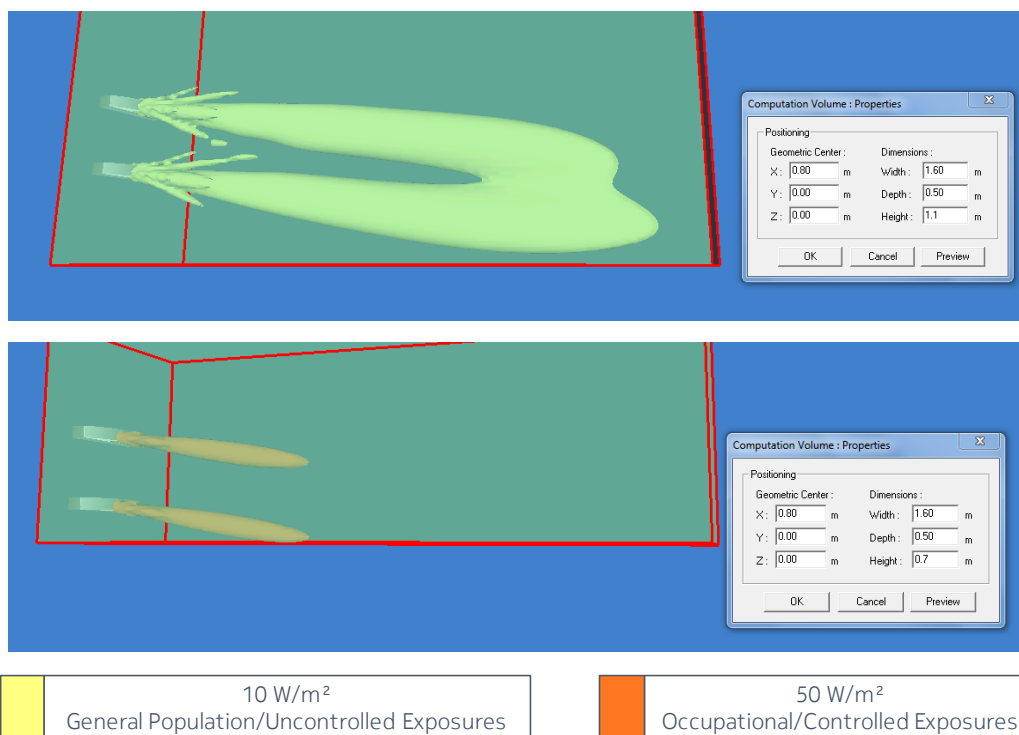 Computation Volume : Properties
Positioning
Geometric Center : Dimensions :
X : 0.80 m Width : 1.60 m
Y : 0.00 m Depth : 0.50 m
Z : 0.00 m Height : 1.1 m
OK Cancel Preview
Computation Volume : Properties
Positioning
Geometric Center : Dimensions :
X : 0.80 m Width : 1.60 m
Y : 0.00 m Depth : 0.50 m
Z : 0.00 m Height : 0.7 m
OK Cancel Preview
10 W/m²
General Population/Uncontrolled Exposures
50 W/m²
Occupational/Controlled Exposures